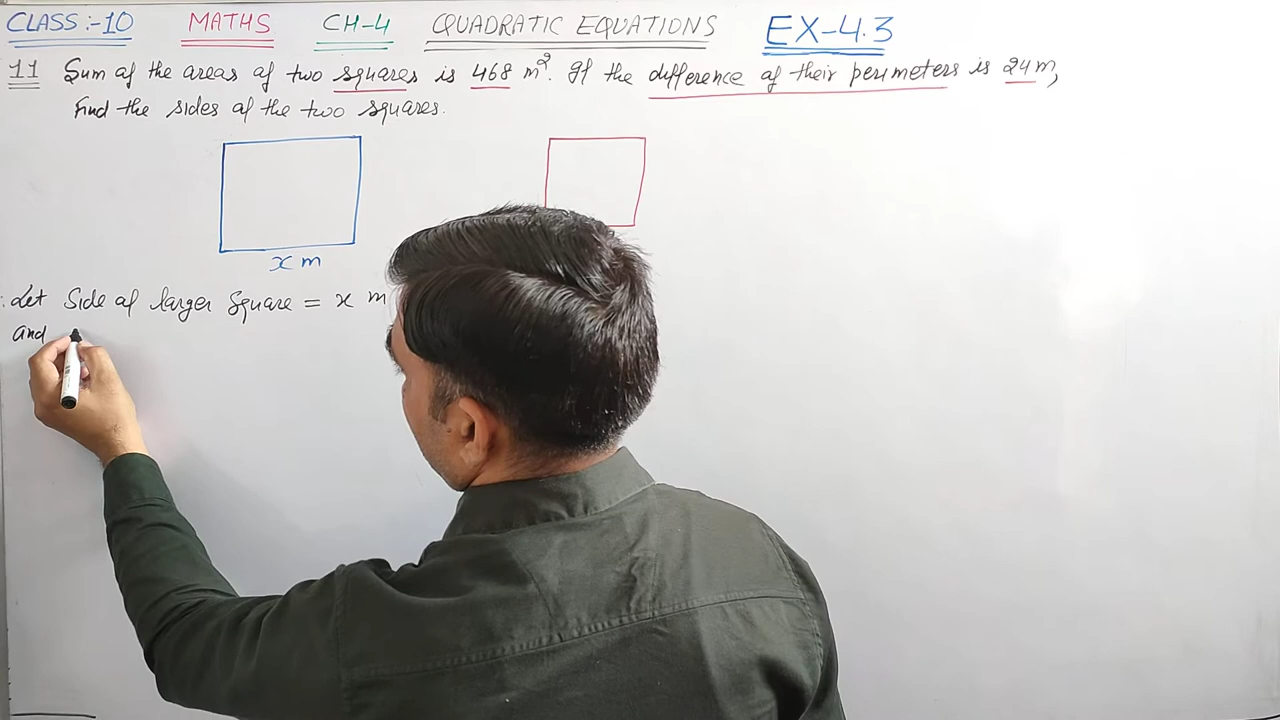 CLASS:-10 MATHS CH-4 QUADRATIC EQUATIONS EX-4.3
11 Sum of the areas of two squares is 468 m². If the difference of their perimeters is 24 m,
find the sides of the two squares.
x m
Let Side of larger Square = x m
and